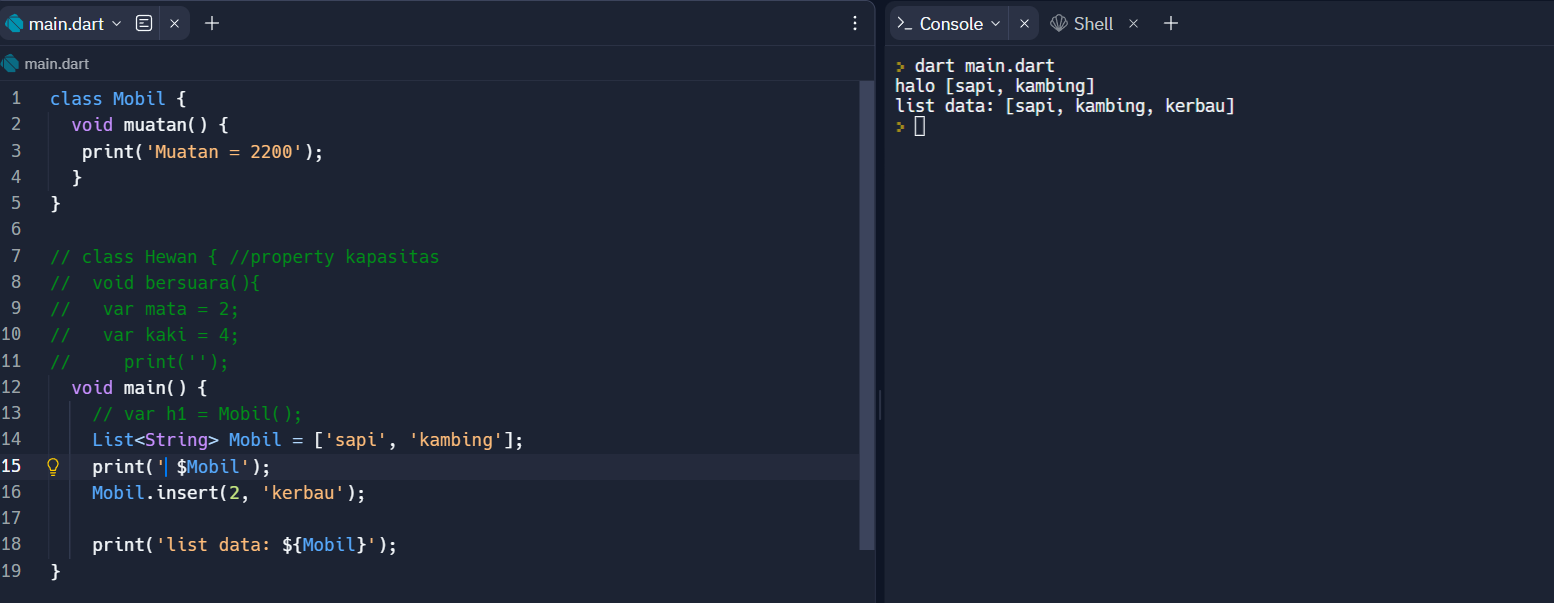 main.dart
Console
Shell
main.dart
1 class Mobil {
2   void muatan() {
3    print('Muatan = 2200');
4   }
5 }
6
7 // class Hewan { //property kapasitas
8 //  void bersuara(){
9 //   var mata = 2;
10 //   var kaki = 4;
11 //     print('');
12   void main() {
13     // var h1 = Mobil();
14     List<String> Mobil = ['sapi', 'kambing'];
15     print(' $Mobil');
16     Mobil.insert(2, 'kerbau');
17
18     print('list data: ${Mobil}');
19 }
> dart main.dart
halo [sapi, kambing]
list data: [sapi, kambing, kerbau]
>